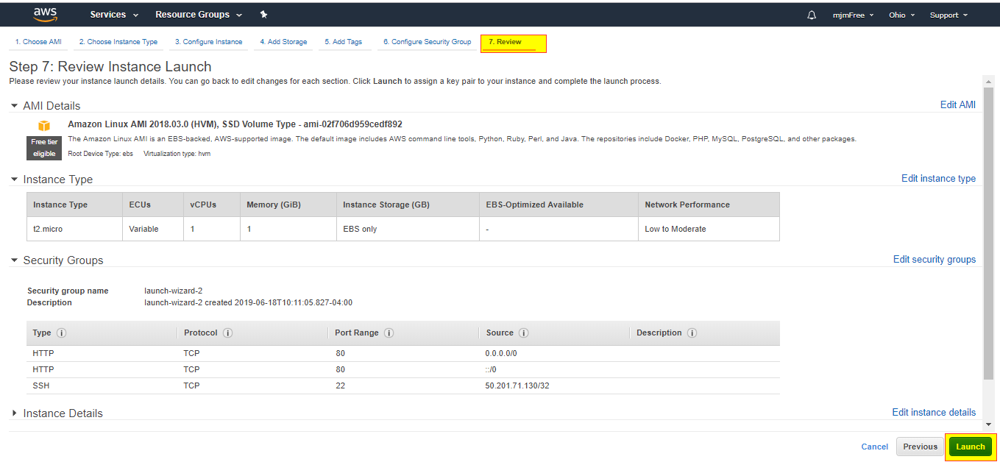 aws Services Resource Groups mjmFree Ohio Support
1. Choose AMI 2. Choose Instance Type 3. Configure Instance 4. Add Storage 5. Add Tags 6. Configure Security Group 7. Review
Step 7: Review Instance Launch
Please review your instance launch details. You can go back to edit changes for each section. Click Launch to assign a key pair to your instance and complete the launch process.
AMI Details Edit AMI
Amazon Linux AMI 2018.03.0 (HVM), SSD Volume Type - ami-02f706d959cedf892
Free tier eligible
The Amazon Linux AMI is an EBS-backed, AWS-supported image. The default image includes AWS command line tools, Python, Ruby, Perl, and Java. The repositories include Docker, PHP, MySQL, PostgreSQL, and other packages.
Root Device Type: ebs Virtualization type: hvm
Instance Type Edit instance type
Instance Type ECUs vCPUs Memory (GiB) Instance Storage (GB) EBS-Optimized Available Network Performance
t2.micro Variable 1 1 EBS only - Low to Moderate
Security Groups Edit security groups
Security group name launch-wizard-2
Description launch-wizard-2 created 2019-06-18T10:11:05.827-04:00
Type i Protocol i Port Range i Source i Description i
HTTP TCP 80 0.0.0.0/0
HTTP TCP 80 ::/0
SSH TCP 22 50.201.71.130/32
Instance Details Edit instance details
Cancel Previous Launch